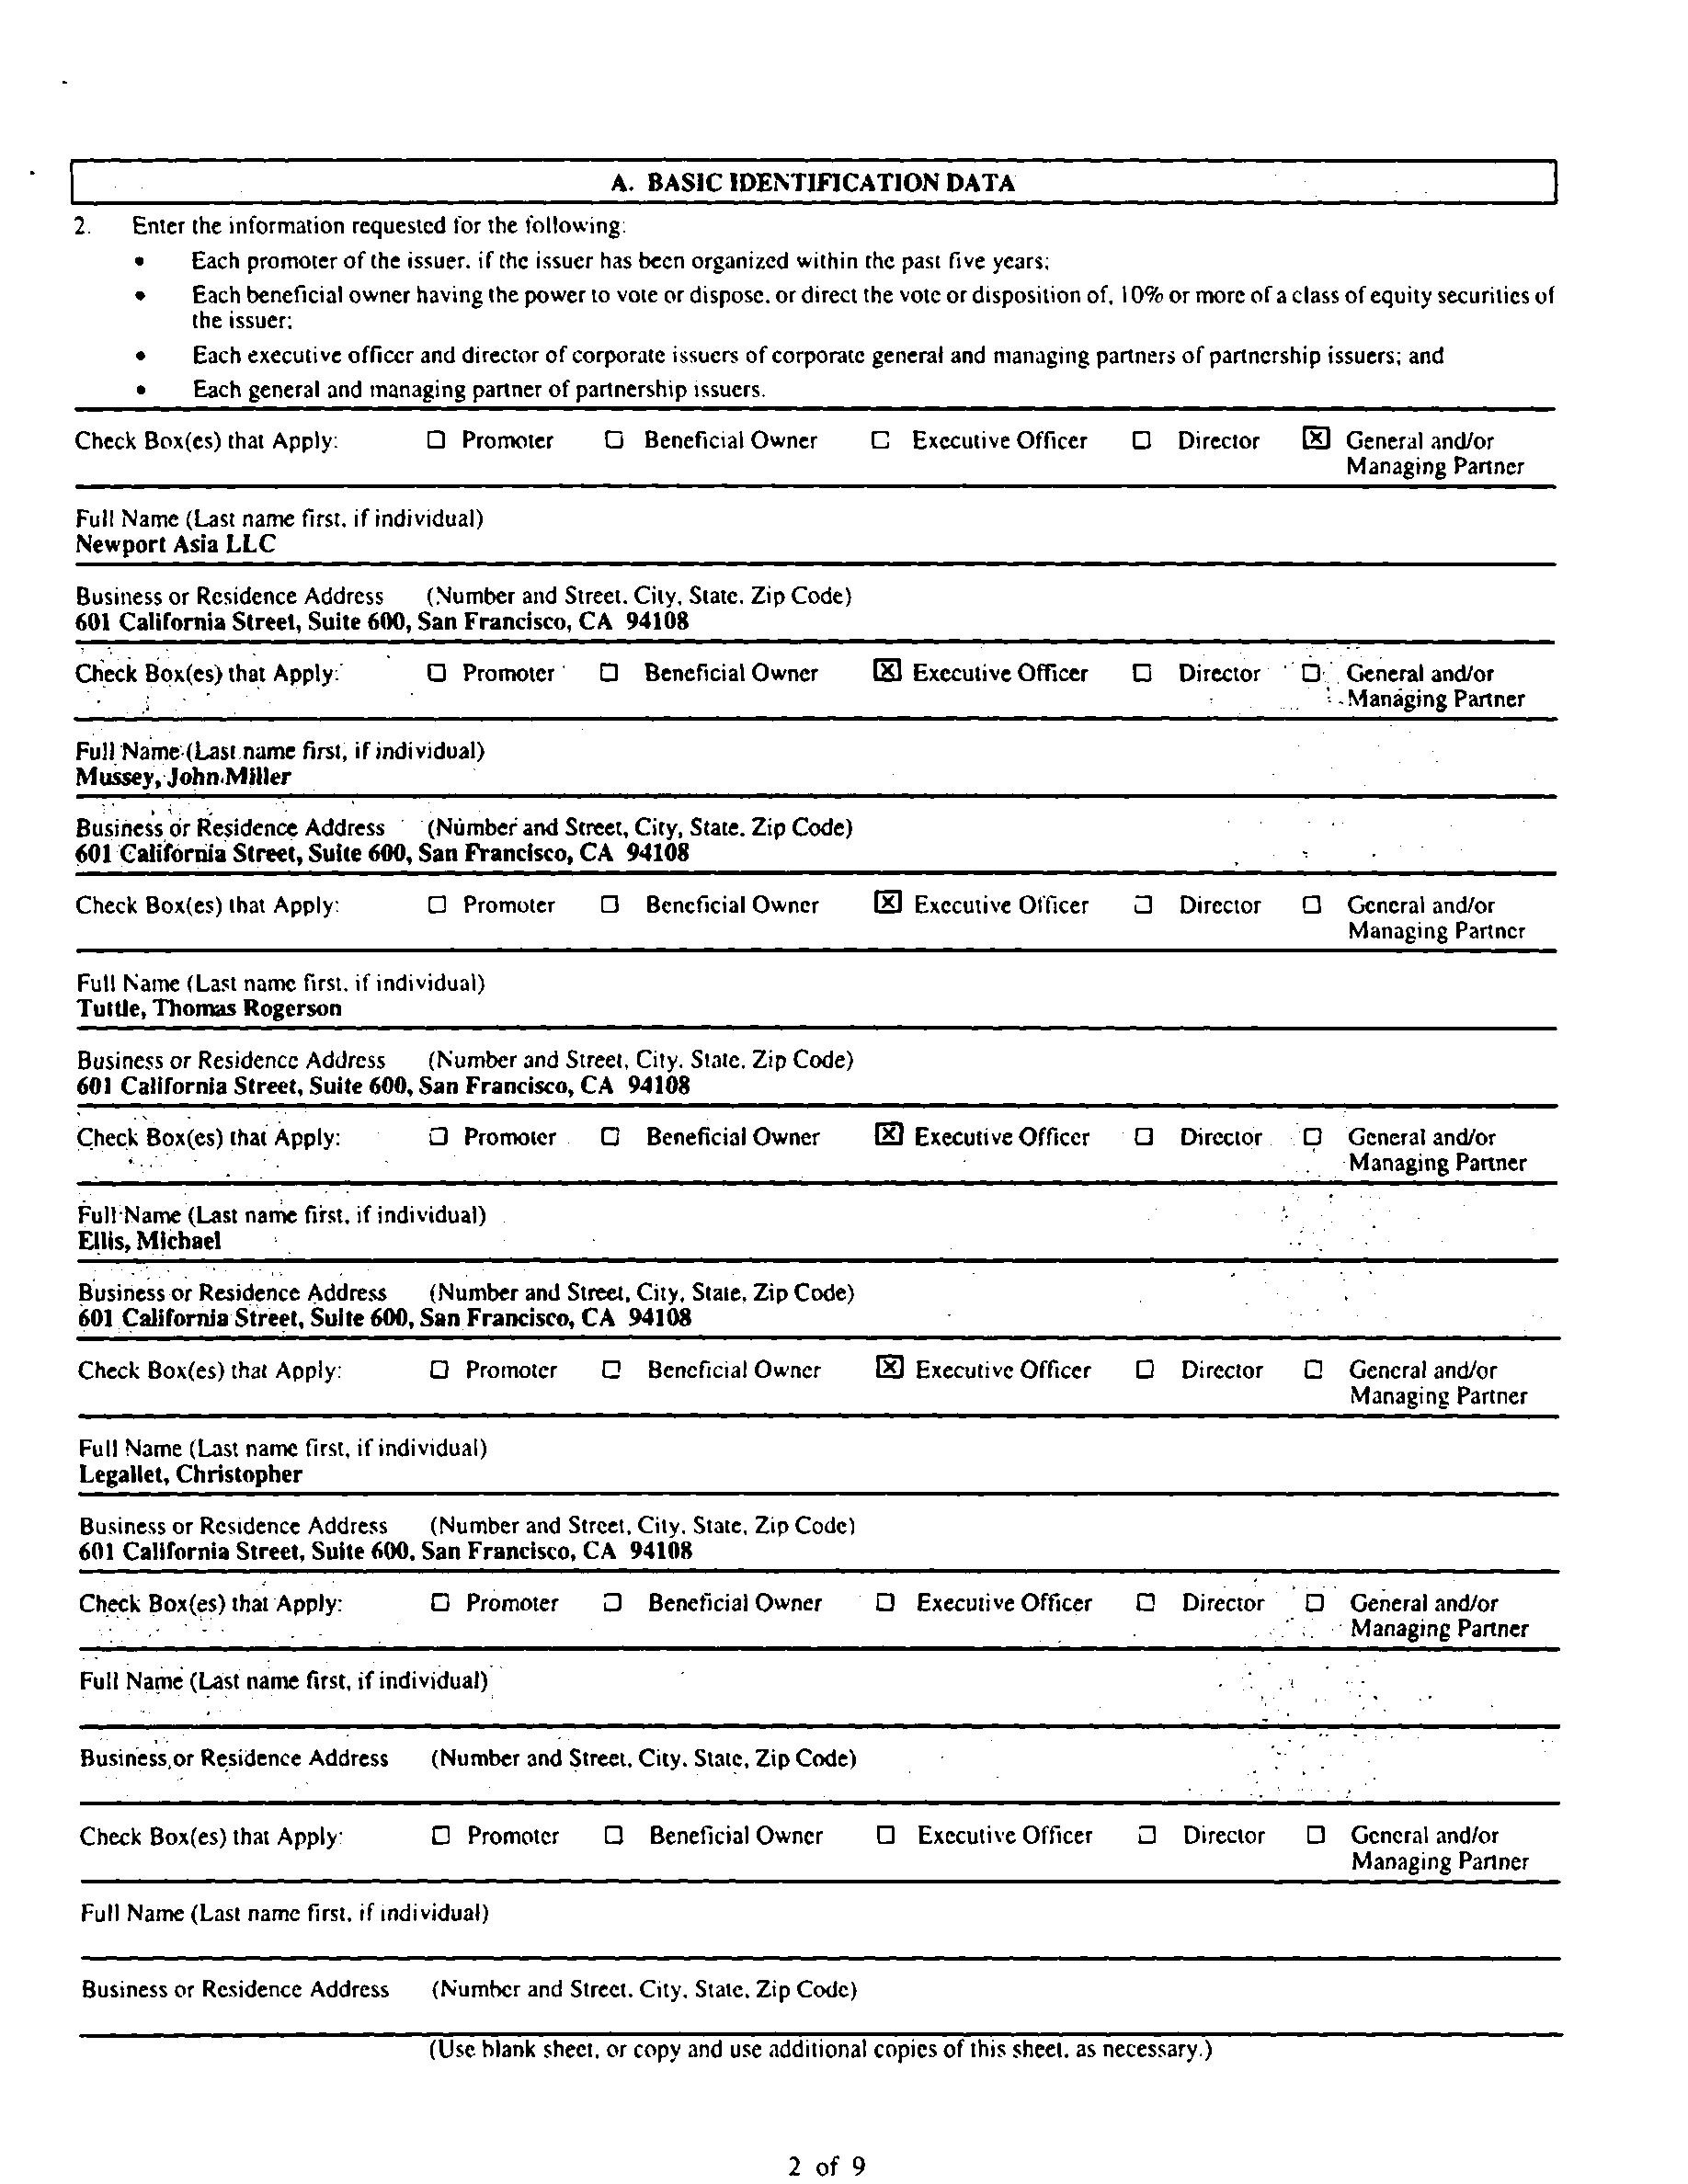 A. BASIC IDENTIFICATION DATA
2. Enter the information requested for the following:
• Each promoter of the issuer, if the issuer has been organized within the past five years;
• Each beneficial owner having the power to vote or dispose, or direct the vote or disposition of, 10% or more of a class of equity securities of
the issuer;
• Each executive officer and director of corporate issuers of corporate general and managing partners of partnership issuers; and
• Each general and managing partner of partnership issuers.
Check Box(es) that Apply: ☐ Promoter ☐ Beneficial Owner ☐ Executive Officer ☐ Director ☒ General and/or
Managing Partner
Full Name (Last name first, if individual)
Newport Asia LLC
Business or Residence Address (Number and Street, City, State, Zip Code)
601 California Street, Suite 600, San Francisco, CA 94108
Check Box(es) that Apply: ☐ Promoter ☐ Beneficial Owner ☒ Executive Officer ☐ Director ☐ General and/or
Managing Partner
Full Name (Last name first, if individual)
Mussey, John Miller
Business or Residence Address (Number and Street, City, State, Zip Code)
601 California Street, Suite 600, San Francisco, CA 94108
Check Box(es) that Apply: ☐ Promoter ☐ Beneficial Owner ☒ Executive Officer ☐ Director ☐ General and/or
Managing Partner
Full Name (Last name first, if individual)
Tuttle, Thomas Rogerson
Business or Residence Address (Number and Street, City, State, Zip Code)
601 California Street, Suite 600, San Francisco, CA 94108
Check Box(es) that Apply: ☐ Promoter ☐ Beneficial Owner ☒ Executive Officer ☐ Director ☐ General and/or
Managing Partner
Full Name (Last name first, if individual)
Ellis, Michael
Business or Residence Address (Number and Street, City, State, Zip Code)
601 California Street, Suite 600, San Francisco, CA 94108
Check Box(es) that Apply: ☐ Promoter ☐ Beneficial Owner ☒ Executive Officer ☐ Director ☐ General and/or
Managing Partner
Full Name (Last name first, if individual)
Legallet, Christopher
Business or Residence Address (Number and Street, City, State, Zip Code)
601 California Street, Suite 600, San Francisco, CA 94108
Check Box(es) that Apply: ☐ Promoter ☐ Beneficial Owner ☐ Executive Officer ☐ Director ☐ General and/or
Managing Partner
Full Name (Last name first, if individual)
Business or Residence Address (Number and Street, City, State, Zip Code)
Check Box(es) that Apply: ☐ Promoter ☐ Beneficial Owner ☐ Executive Officer ☐ Director ☐ General and/or
Managing Partner
Full Name (Last name first, if individual)
Business or Residence Address (Number and Street, City, State, Zip Code)
(Use blank sheet, or copy and use additional copies of this sheet, as necessary.)
2 of 9